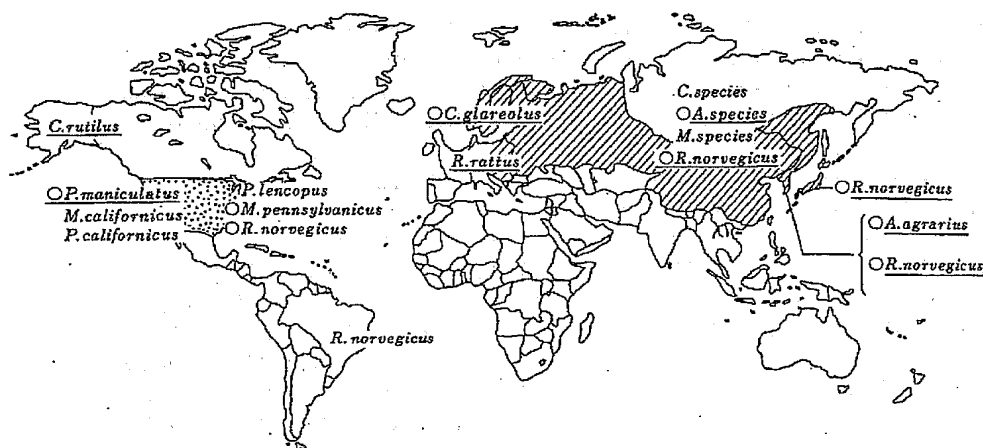 C.rutilus
○P.maniculatus
M.californicus
P.californicus
P.lencopus
○M.pennsylvanicus
○R.norvegicus
R.norvegicus
○C.glareolus
R.rattus
C.species
○A.species
M.species
○R.norvegicus
○R.norvegicus
○A.agrarius
○R.norvegicus